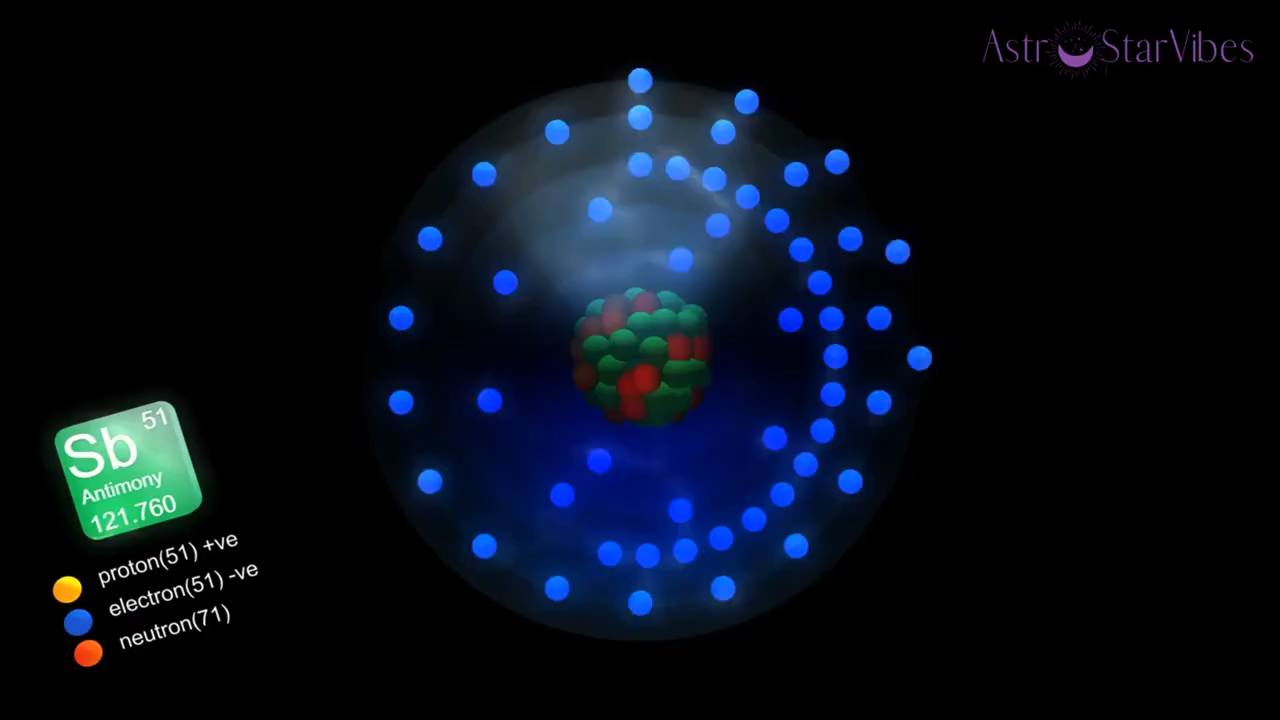 AstroStarVibes
51
Sb
Antimony
121.760
proton(51) +ve
electron(51) -ve
neutron(71)